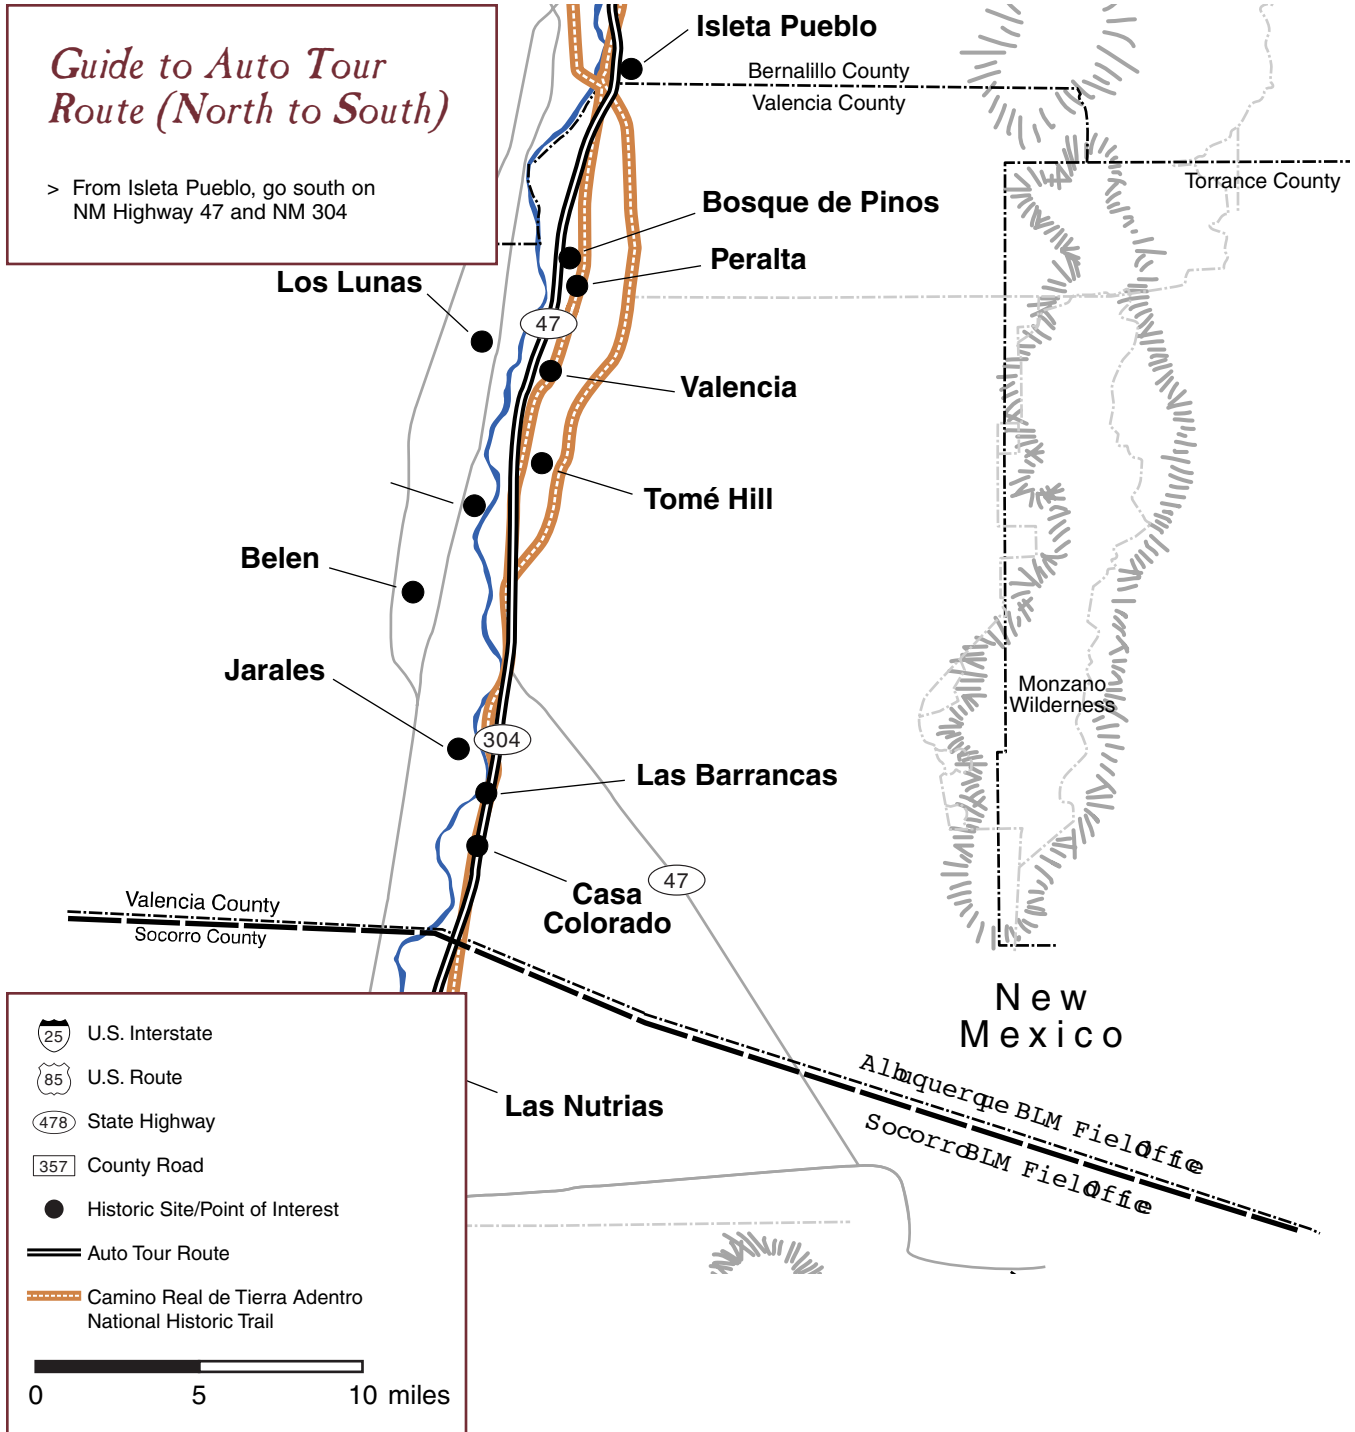 Guide to Auto Tour
Route (North to South)
> From Isleta Pueblo, go south on
NM Highway 47 and NM 304
Isleta Pueblo
Bernalillo County
Valencia County
Torrance County
Bosque de Pinos
Peralta
Los Lunas
47
Valencia
Tomé Hill
Belen
Jarales
Monzano
Wilderness
304
Las Barrancas
47
Casa
Colorado
Valencia County
Socorro County
New
Mexico
Albuquerque BLM Field Office
Socorro BLM Field Office
Las Nutrias
25 U.S. Interstate
85 U.S. Route
478 State Highway
357 County Road
Historic Site/Point of Interest
Auto Tour Route
Camino Real de Tierra Adentro
National Historic Trail
0 5 10 miles